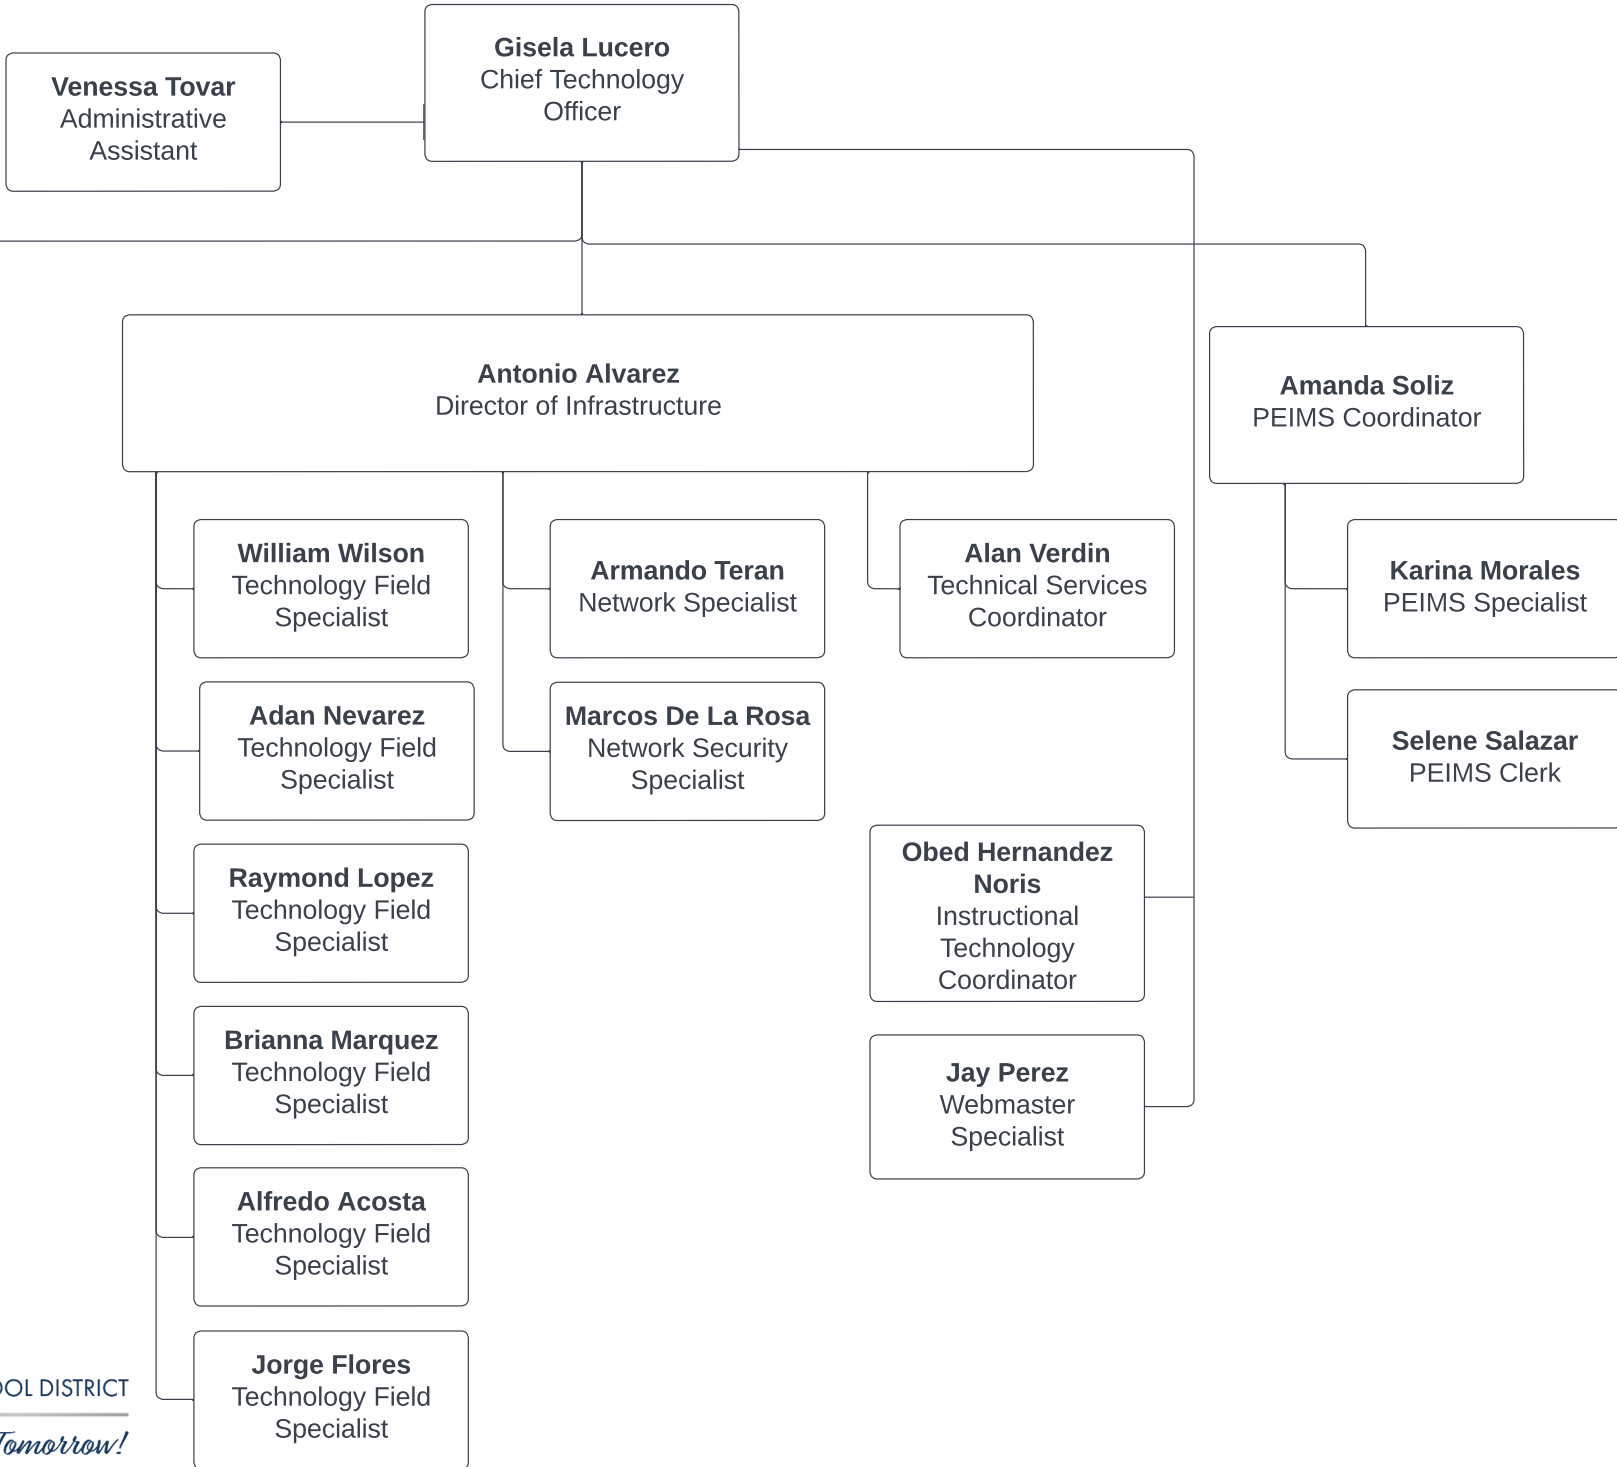 Gisela Lucero
Chief Technology
Officer
Venessa Tovar
Administrative
Assistant
Antonio Alvarez
Director of Infrastructure
Amanda Soliz
PEIMS Coordinator
William Wilson
Technology Field
Specialist
Armando Teran
Network Specialist
Alan Verdin
Technical Services
Coordinator
Karina Morales
PEIMS Specialist
Adan Nevarez
Technology Field
Specialist
Marcos De La Rosa
Network Security
Specialist
Selene Salazar
PEIMS Clerk
Raymond Lopez
Technology Field
Specialist
Obed Hernandez
Noris
Instructional
Technology
Coordinator
Brianna Marquez
Technology Field
Specialist
Jay Perez
Webmaster
Specialist
Alfredo Acosta
Technology Field
Specialist
Jorge Flores
Technology Field
Specialist
OOL DISTRICT
Tomorrow!